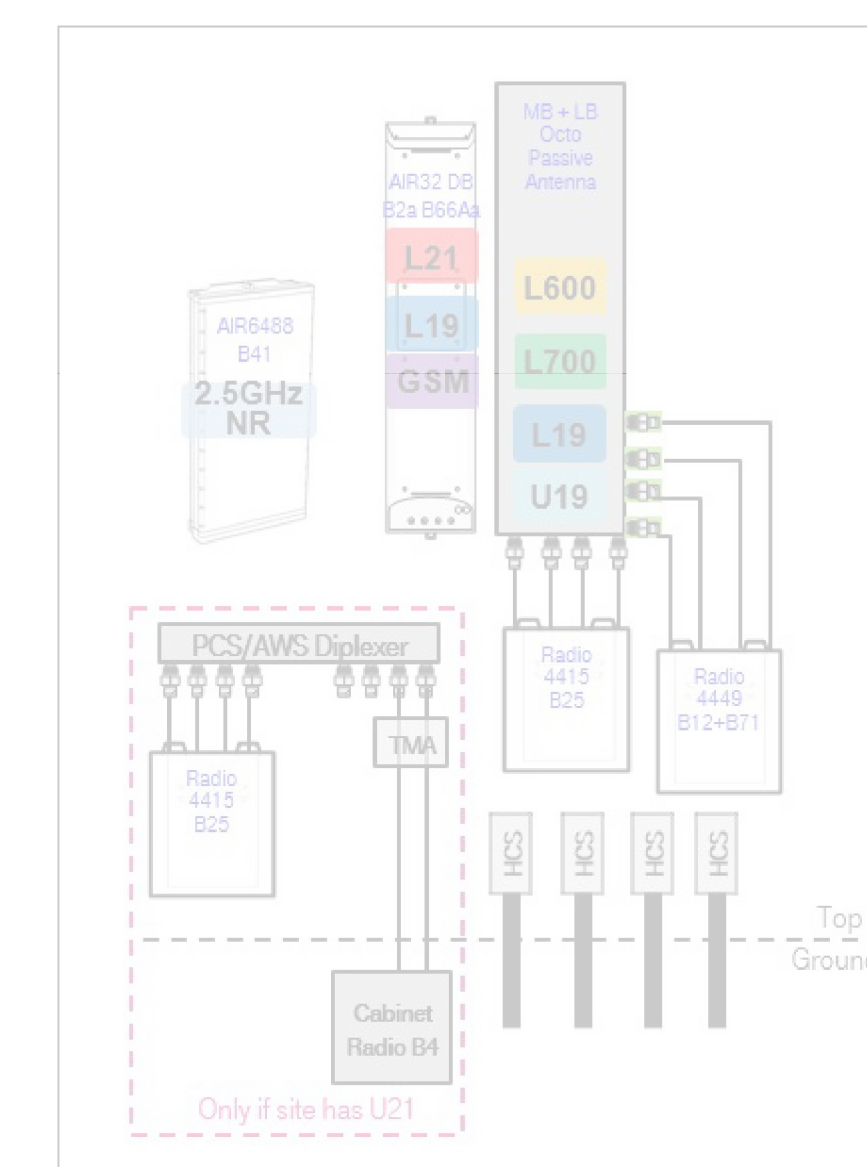 MB + LB
Octo
Passive
Antenna
AIR32 DB
B2a B66Aa
L21
L19
GSM
L600
L700
L19
U19
AIR6488
B41
2.5GHz
NR
PCS/AWS Diplexer
TMA
Radio
4415
B25
Radio
4415
B25
Radio
4449
B12+B71
HCS
HCS
HCS
HCS
Top
Ground
Cabinet
Radio B4
Only if site has U21